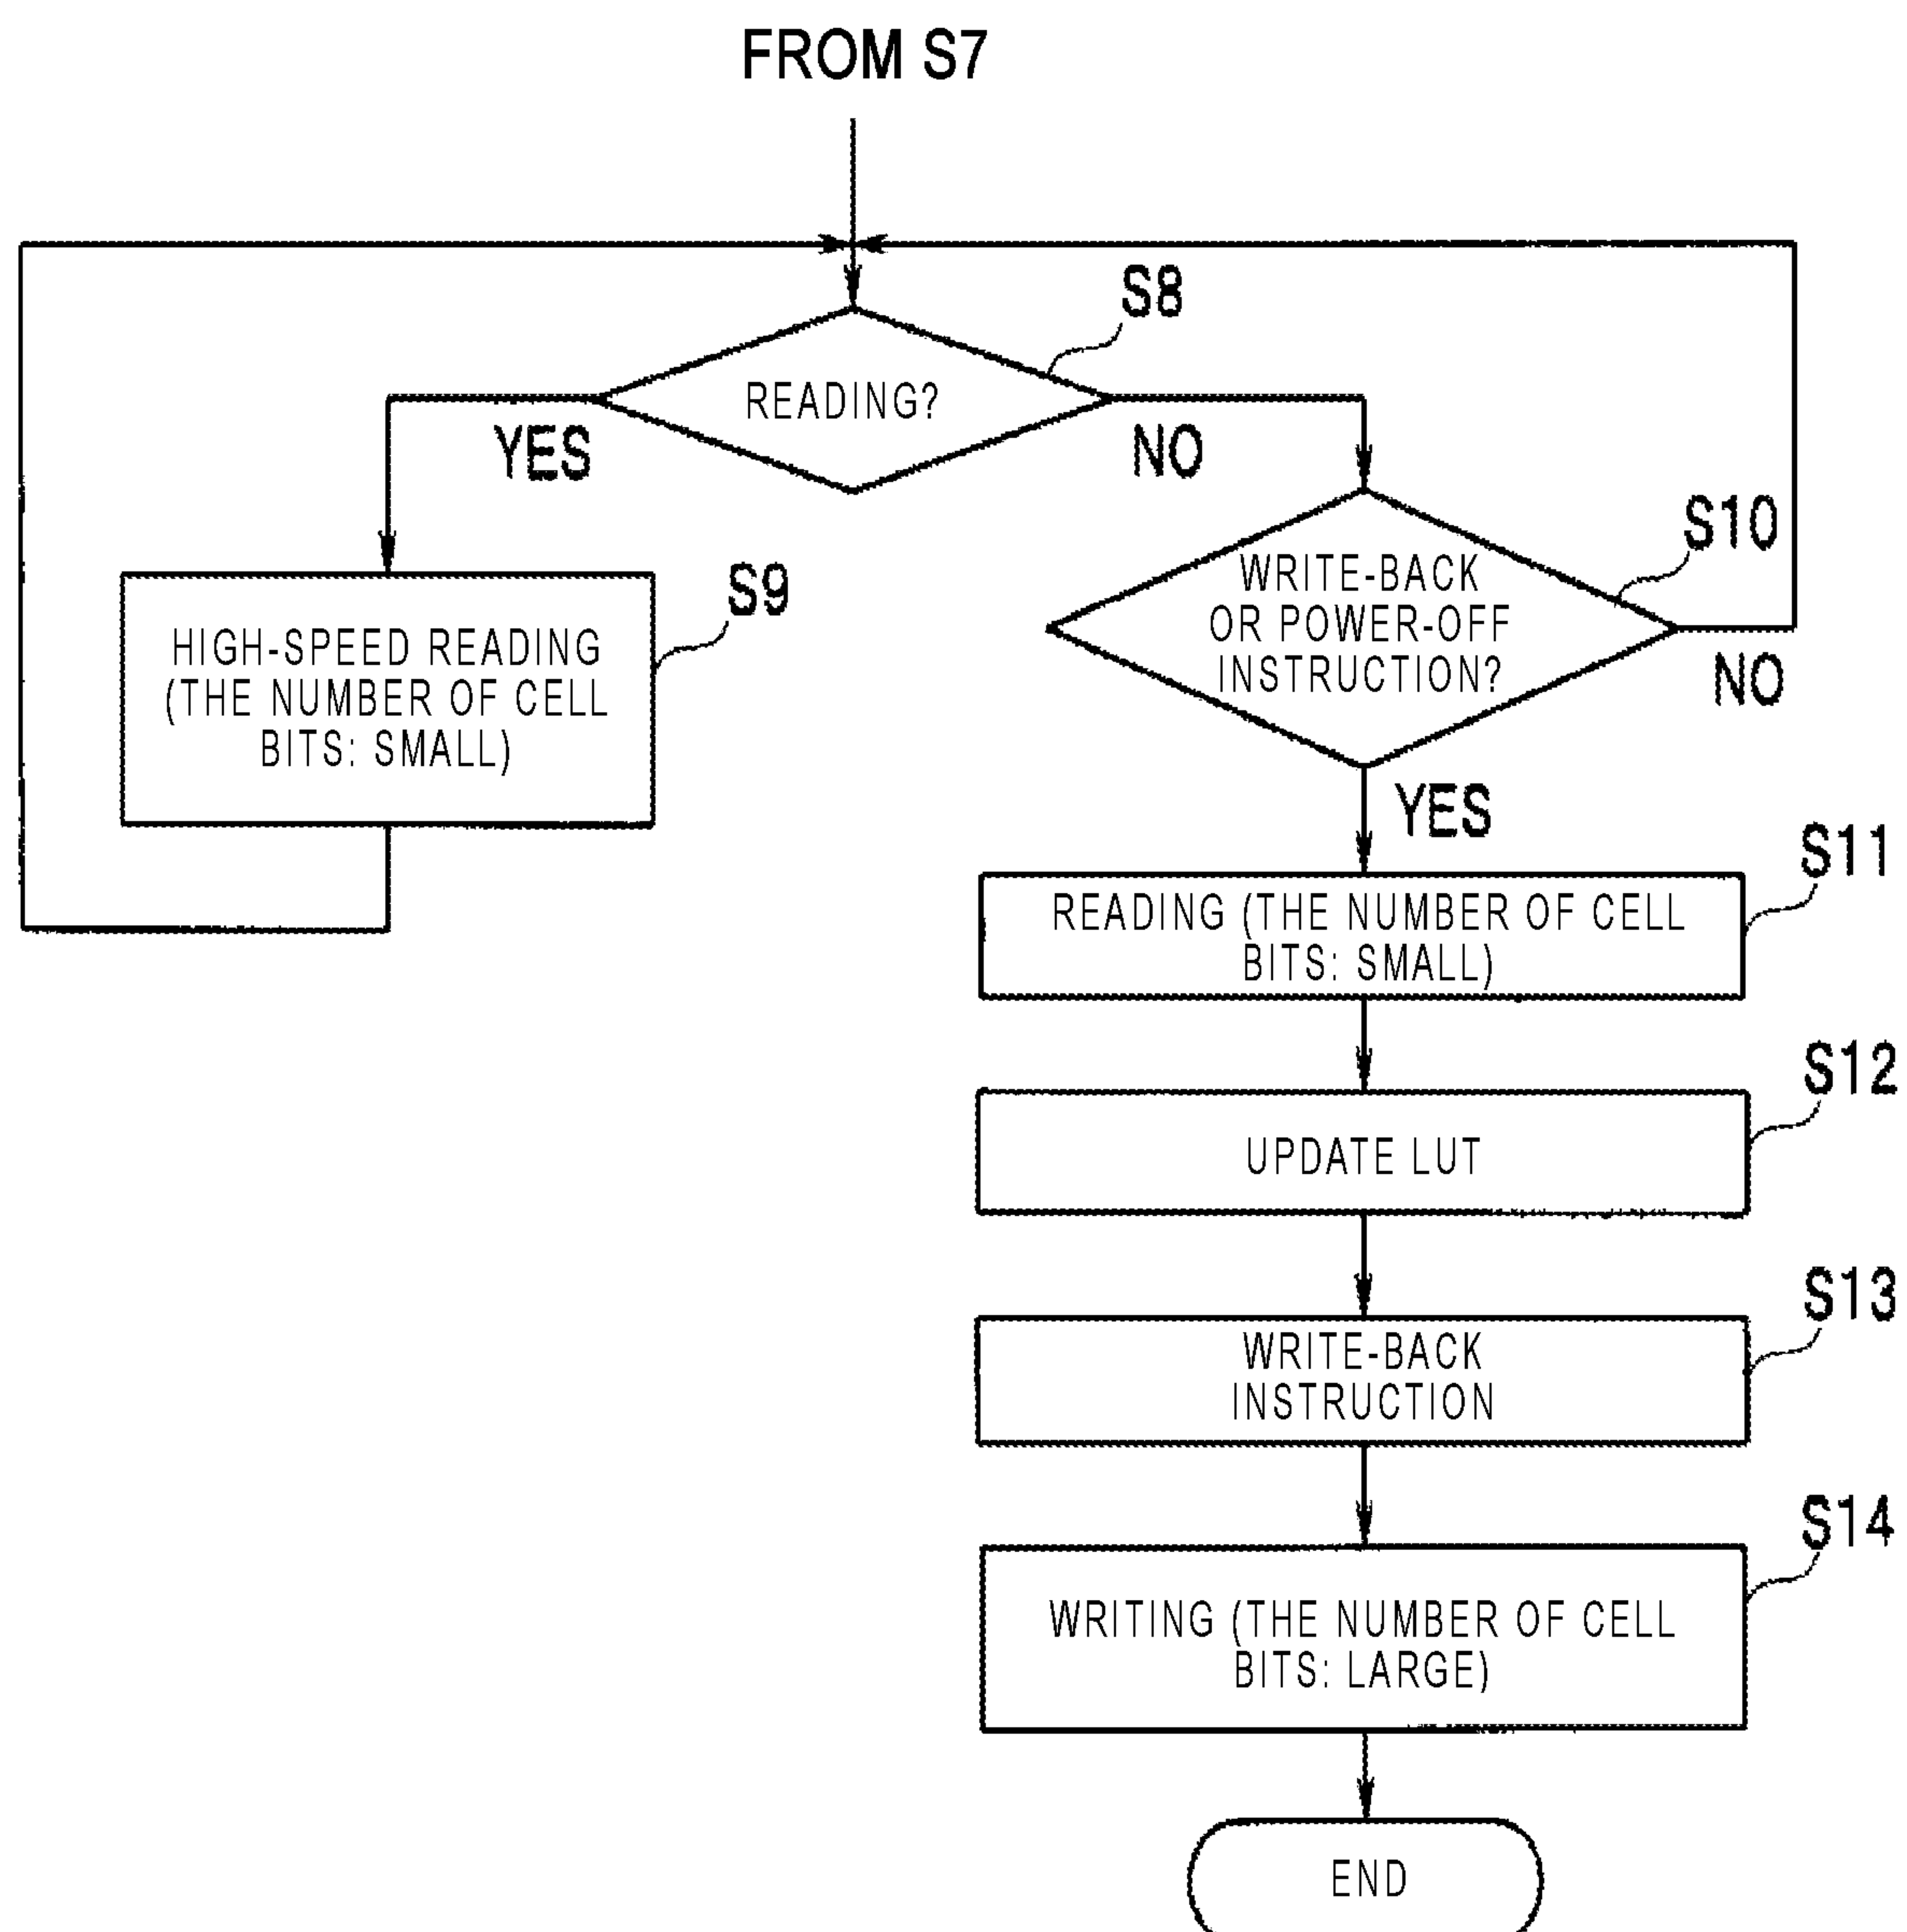 FROM S7
S8
READING?
YES
NO
S10
WRITE-BACK
OR POWER-OFF
INSTRUCTION?
NO
S9
HIGH-SPEED READING
(THE NUMBER OF CELL
BITS: SMALL)
YES
S11
READING (THE NUMBER OF CELL
BITS: SMALL)
S12
UPDATE LUT
S13
WRITE-BACK
INSTRUCTION
S14
WRITING (THE NUMBER OF CELL
BITS: LARGE)
END